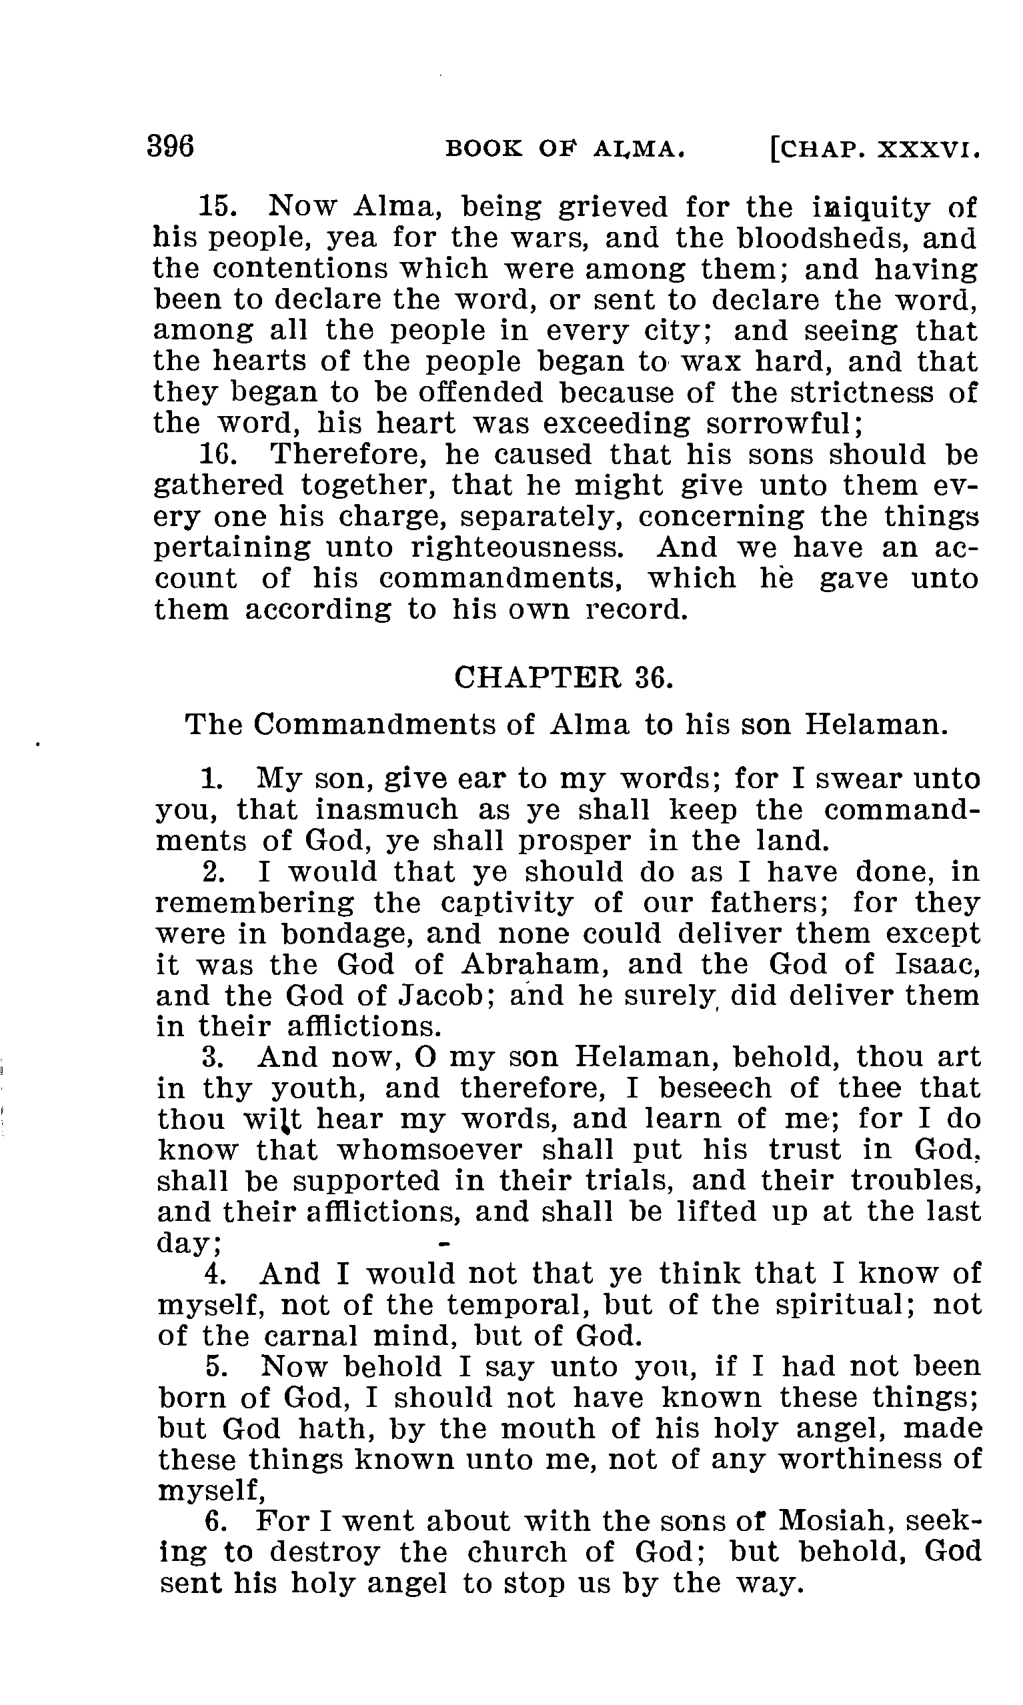 396 BOOK OF ALMA. [CHAP. XXXVI.
15. Now Alma, being grieved for the iniquity of
his people, yea for the wars, and the bloodsheds, and
the contentions which were among them; and having
been to declare the word, or sent to declare the word,
among all the people in every city; and seeing that
the hearts of the people began to wax hard, and that
they began to be offended because of the strictness of
the word, his heart was exceeding sorrowful;
16. Therefore, he caused that his sons should be
gathered together, that he might give unto them ev-
ery one his charge, separately, concerning the things
pertaining unto righteousness. And we have an ac-
count of his commandments, which he gave unto
them according to his own record.
CHAPTER 36.
The Commandments of Alma to his son Helaman.
1. My son, give ear to my words; for I swear unto
you, that inasmuch as ye shall keep the command-
ments of God, ye shall prosper in the land.
2. I would that ye should do as I have done, in
remembering the captivity of our fathers; for they
were in bondage, and none could deliver them except
it was the God of Abraham, and the God of Isaac,
and the God of Jacob; and he surely did deliver them
in their afflictions.
3. And now, O my son Helaman, behold, thou art
in thy youth, and therefore, I beseech of thee that
thou wilt hear my words, and learn of me; for I do
know that whomsoever shall put his trust in God,
shall be supported in their trials, and their troubles,
and their afflictions, and shall be lifted up at the last
day;
4. And I would not that ye think that I know of
myself, not of the temporal, but of the spiritual; not
of the carnal mind, but of God.
5. Now behold I say unto you, if I had not been
born of God, I should not have known these things;
but God hath, by the mouth of his holy angel, made
these things known unto me, not of any worthiness of
myself,
6. For I went about with the sons of Mosiah, seek-
ing to destroy the church of God; but behold, God
sent his holy angel to stop us by the way.